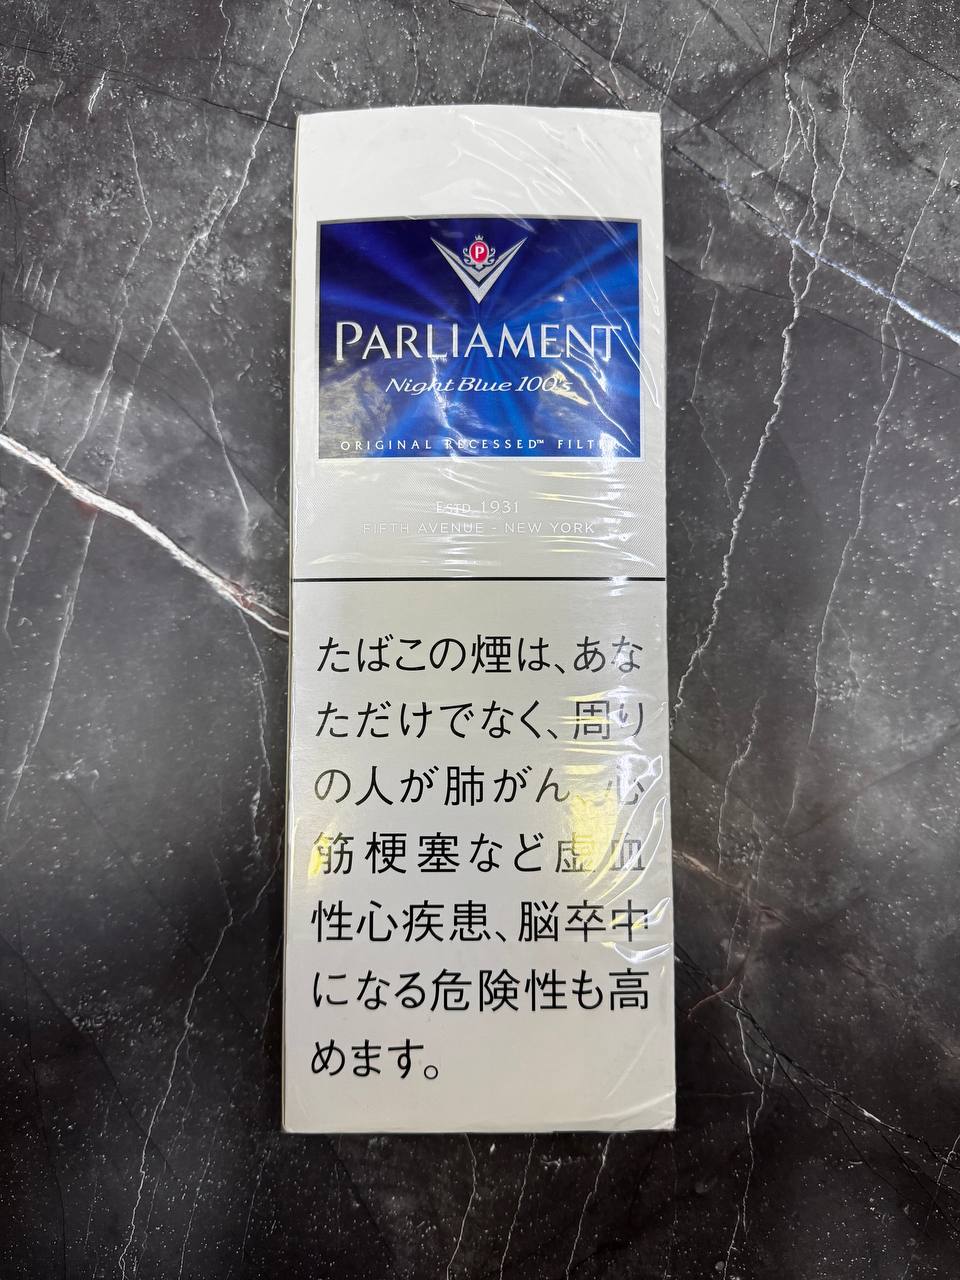 P
PARLIAMENT
Night Blue 100's
ORIGINAL RECESSED™ FILTER
ESTD 1931
FIFTH AVENUE - NEW YORK
たばこの煙は、あな
ただけでなく、周り
の人が肺がん、心
筋梗塞など虚血
性心疾患、脳卒中
になる危険性も高
めます。